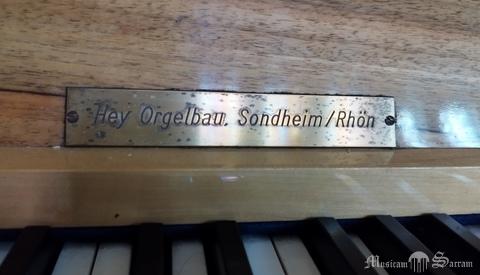 Hey Orgelbau, Sondheim/Rhön
Musicam Sacram